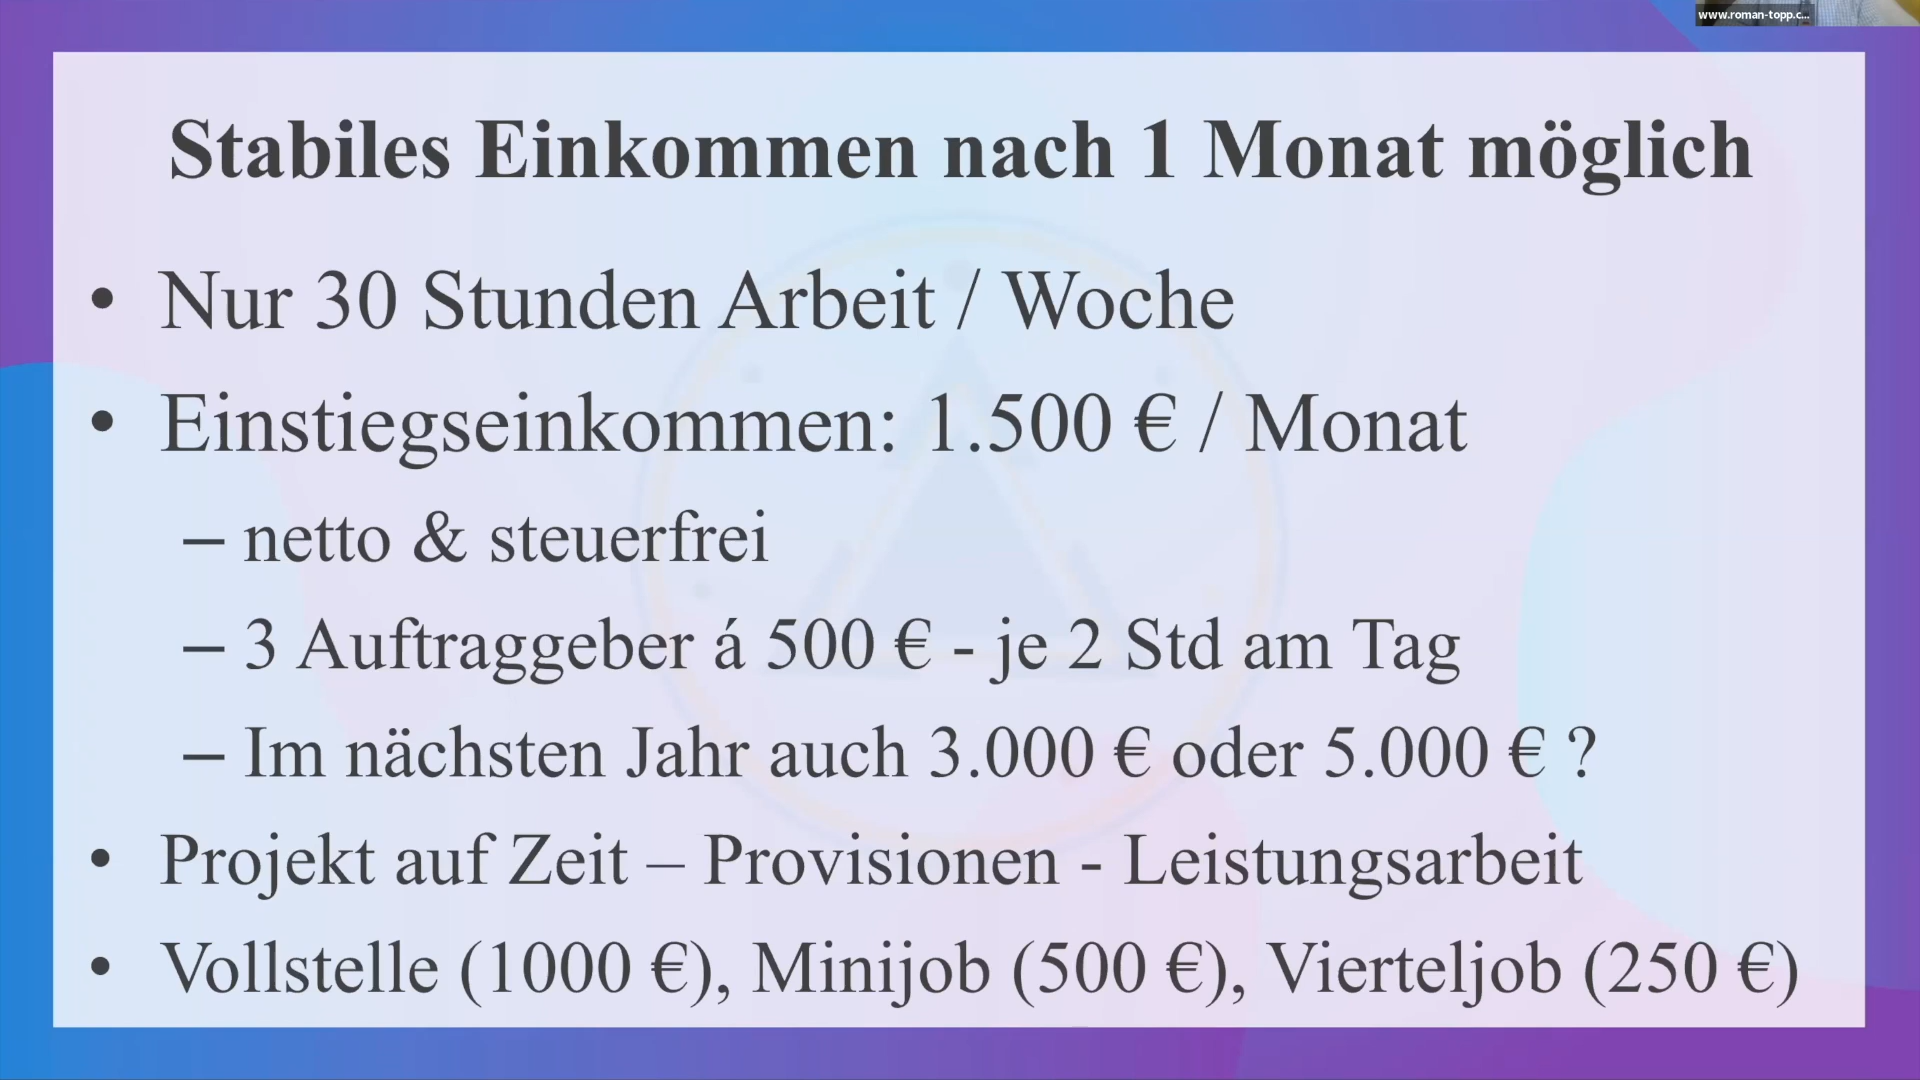 www.roman-topp.c...
Stabiles Einkommen nach 1 Monat möglich
• Nur 30 Stunden Arbeit / Woche
• Einstiegseinkommen: 1.500 € / Monat
– netto & steuerfrei
– 3 Auftraggeber á 500 € - je 2 Std am Tag
– Im nächsten Jahr auch 3.000 € oder 5.000 € ?
• Projekt auf Zeit – Provisionen - Leistungsarbeit
• Vollstelle (1000 €), Minijob (500 €), Vierteljob (250 €)